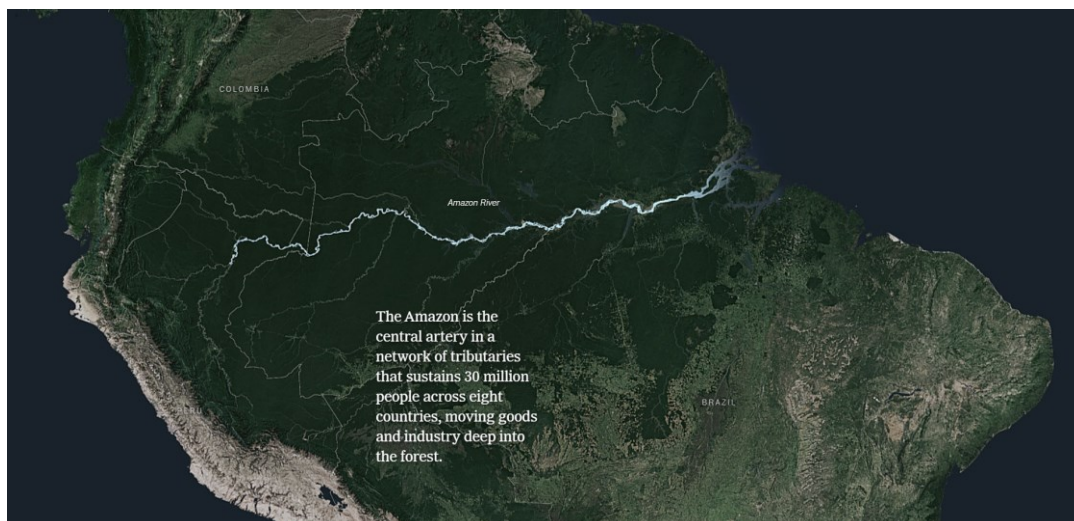 COLOMBIA
Amazon River
The Amazon is the
central artery in a
network of tributaries
that sustains 30 million
people across eight
countries, moving goods
and industry deep into
the forest.
BRAZIL